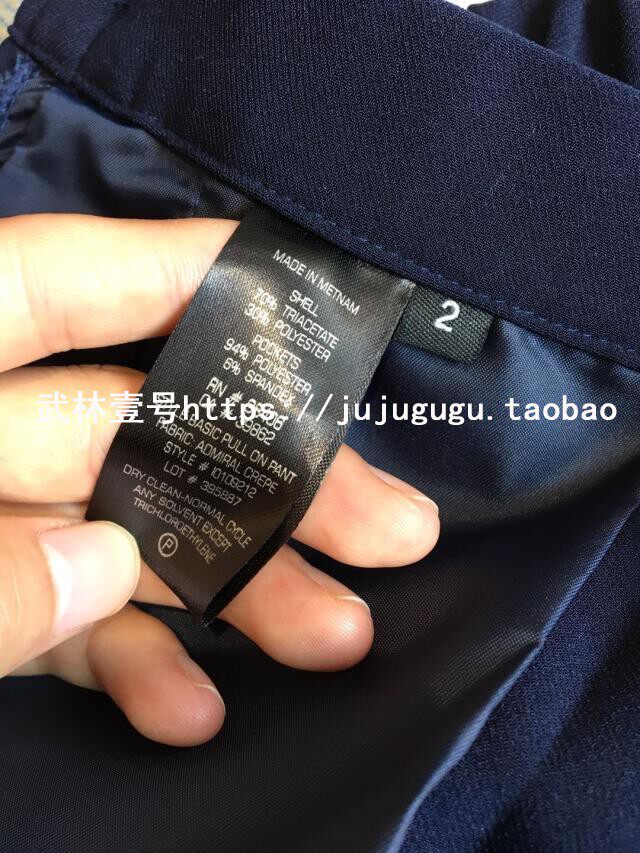 MADE IN VIETNAM
SHELL
70% TRIACETATE
30% POLYESTER
POCKETS
94% POLYESTER
6% SPANDEX
RN #
2
武林壹号https://jujugugu.taobao
BASIC PULL ON PANT
FABRIC: ADMIRAL CREPE
STYLE # I0109212
LOT # 395987
DRY CLEAN-NORMAL CYCLE
ANY SOLVENT EXCEPT
TRICHLOROETHYLENE
P